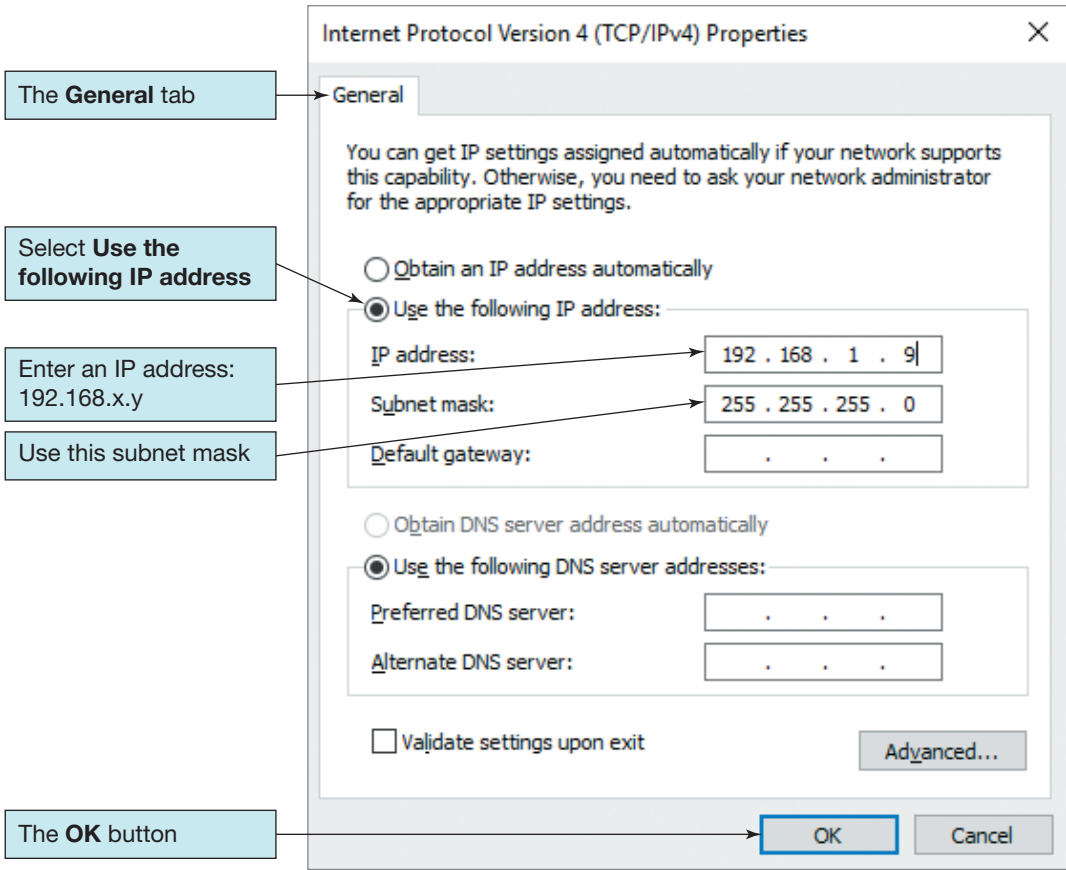 Internet Protocol Version 4 (TCP/IPv4) Properties
The General tab
General
You can get IP settings assigned automatically if your network supports
this capability. Otherwise, you need to ask your network administrator
for the appropriate IP settings.
Select Use the
following IP address
Obtain an IP address automatically
Use the following IP address:
Enter an IP address:
192.168.x.y
IP address:
192 . 168 . 1 . 9
Use this subnet mask
Subnet mask:
255 . 255 . 255 . 0
Default gateway:
. . .
Obtain DNS server address automatically
Use the following DNS server addresses:
Preferred DNS server:
. . .
Alternate DNS server:
. . .
Validate settings upon exit
Advanced...
The OK button
OK
Cancel